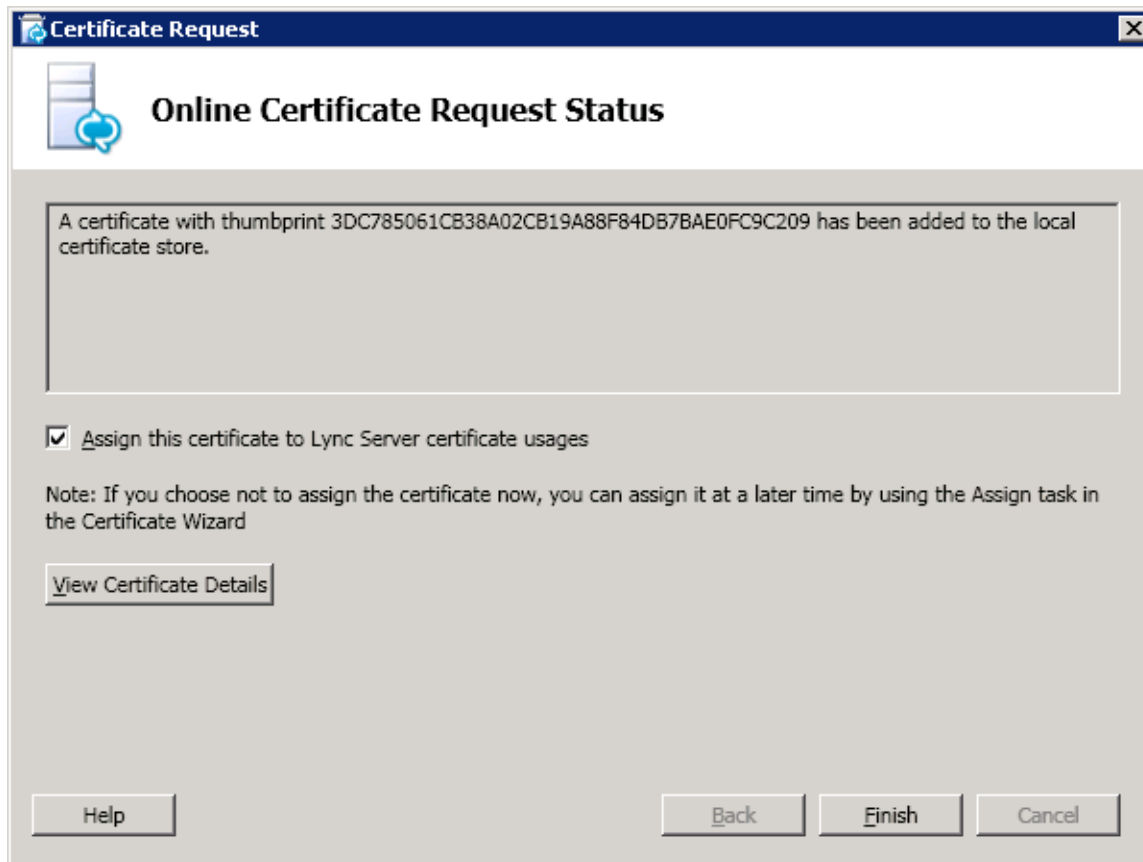 Certificate Request
Online Certificate Request Status
A certificate with thumbprint 3DC785061CB38A02CB19A88F84DB7BAE0FC9C209 has been added to the local
certificate store.
Assign this certificate to Lync Server certificate usages
Note: If you choose not to assign the certificate now, you can assign it at a later time by using the Assign task in
the Certificate Wizard
View Certificate Details
Help Back Finish Cancel